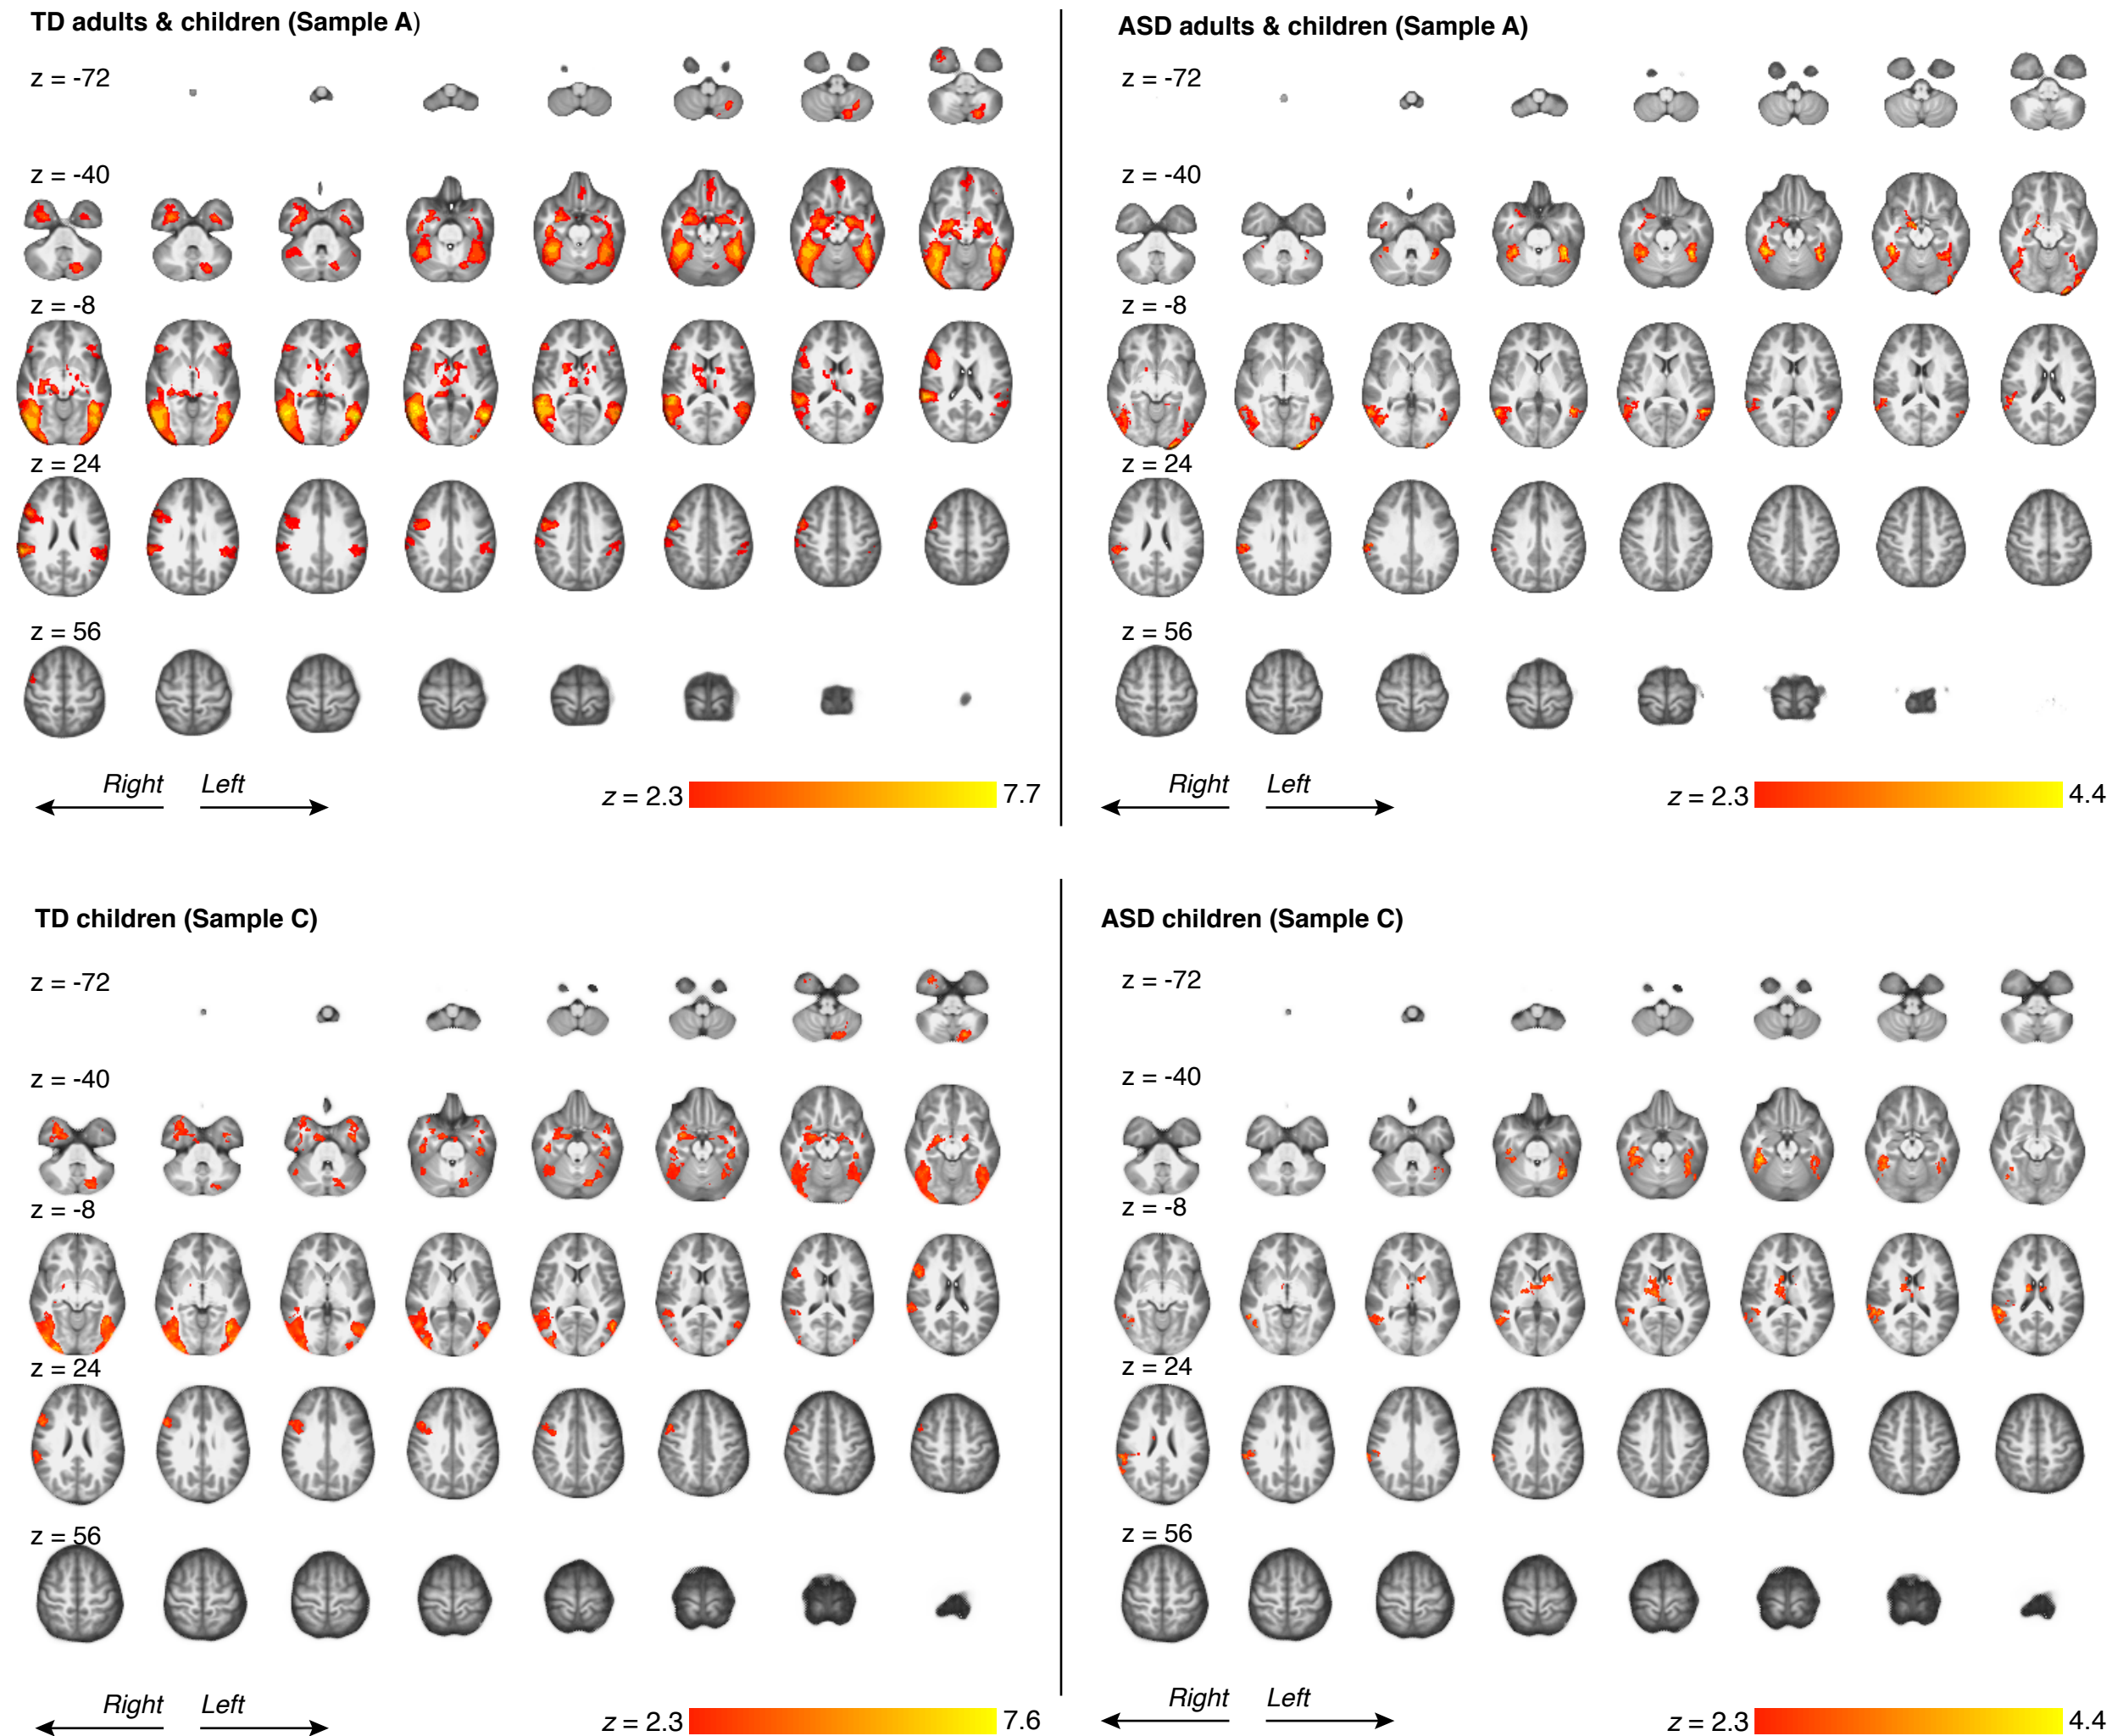 TD adults & children (Sample A)
z = -72
z = -40
z = -8
z = 24
z = 56
Right Left
z = 2.3 7.7
ASD adults & children (Sample A)
z = -72
z = -40
z = -8
z = 24
z = 56
Right Left
z = 2.3 4.4
TD children (Sample C)
z = -72
z = -40
z = -8
z = 24
z = 56
Right Left
z = 2.3 7.6
ASD children (Sample C)
z = -72
z = -40
z = -8
z = 24
z = 56
Right Left
z = 2.3 4.4